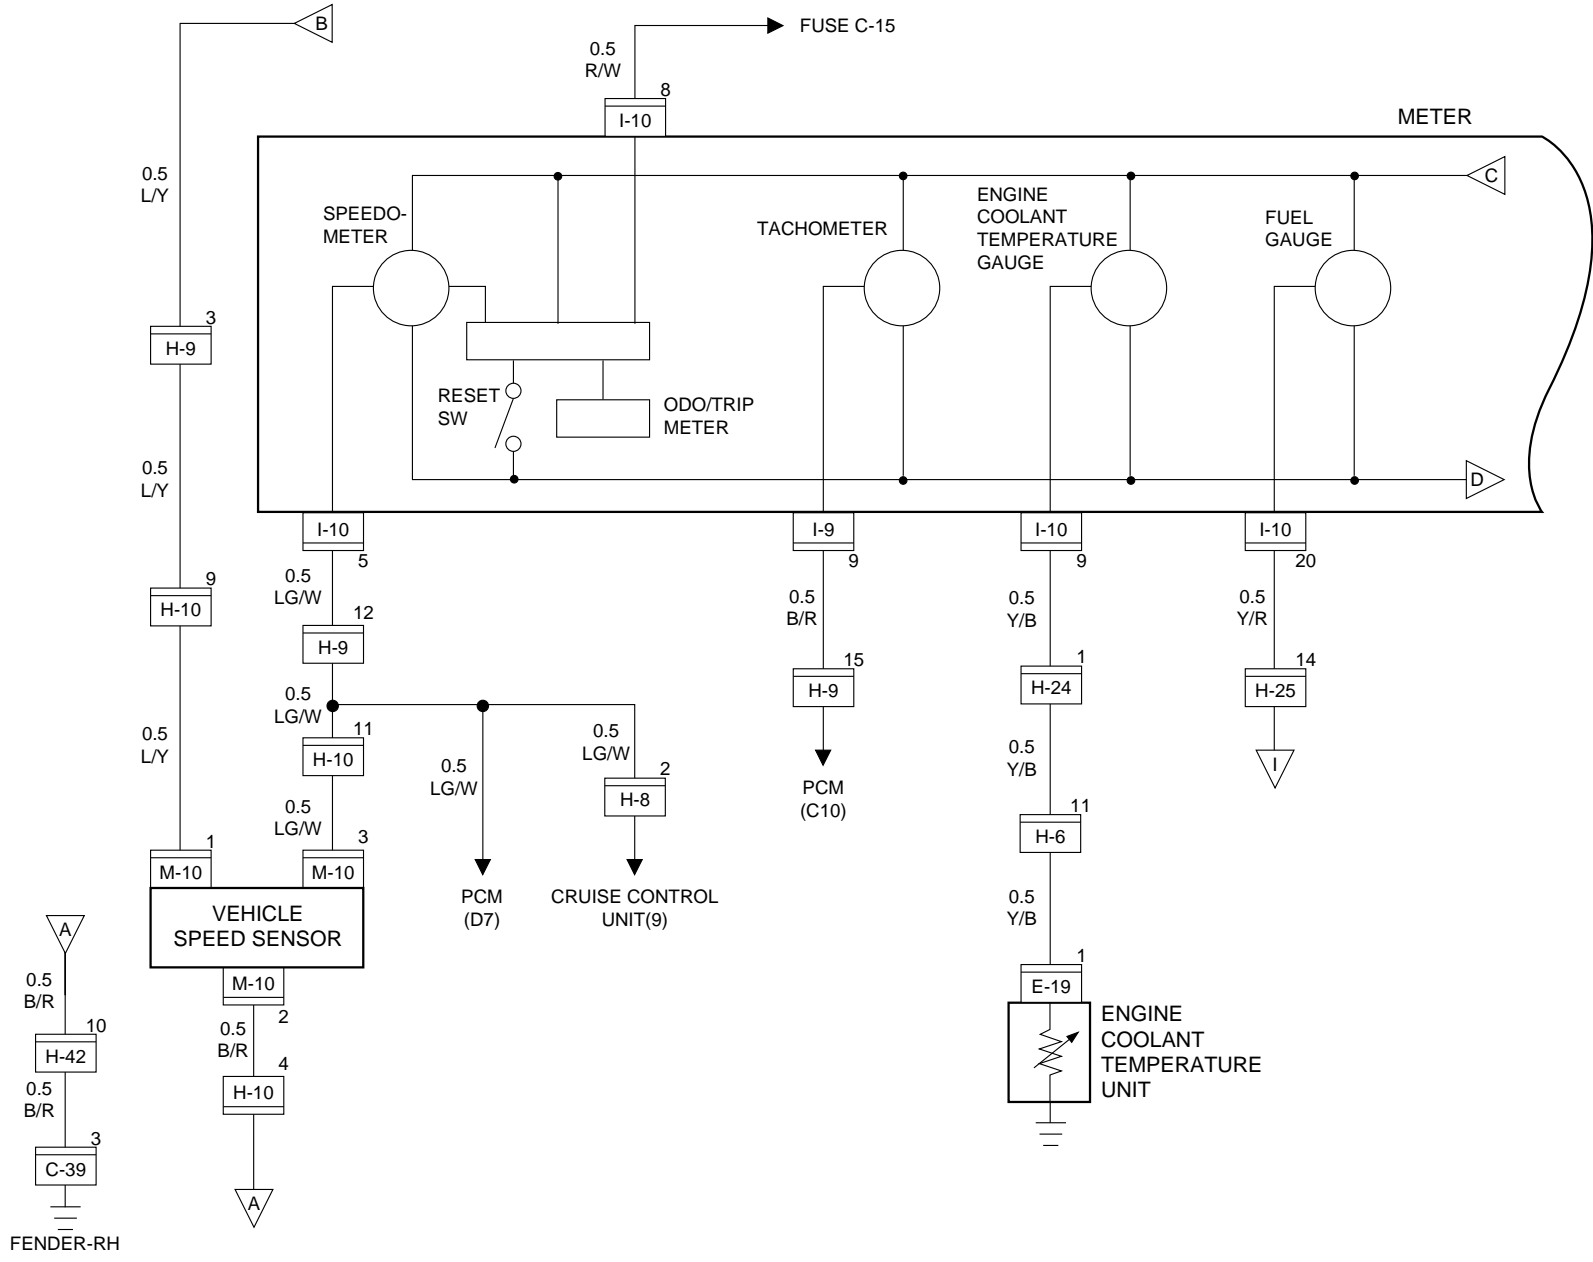 B
FUSE C-15
0.5
R/W
8
I-10
METER
0.5
L/Y
C
SPEEDO-
METER
TACHOMETER
ENGINE
COOLANT
TEMPERATURE
GAUGE
FUEL
GAUGE
3
H-9
RESET
SW
ODO/TRIP
METER
0.5
L/Y
D
I-10
5
I-9
9
I-10
9
I-10
20
9
H-10
0.5
LG/W
0.5
B/R
0.5
Y/B
0.5
Y/R
12
H-9
15
H-9
1
H-24
14
H-25
0.5
LG/W
0.5
L/Y
11
H-10
0.5
LG/W
0.5
LG/W
2
H-8
0.5
Y/B
I
PCM
(C10)
0.5
LG/W
11
H-6
1
M-10
3
M-10
VEHICLE
SPEED SENSOR
PCM
(D7)
CRUISE CONTROL
UNIT(9)
0.5
Y/B
A
M-10
2
0.5
B/R
1
E-19
ENGINE
COOLANT
TEMPERATURE
UNIT
10
H-42
0.5
B/R
4
H-10
0.5
B/R
3
C-39
A
FENDER-RH